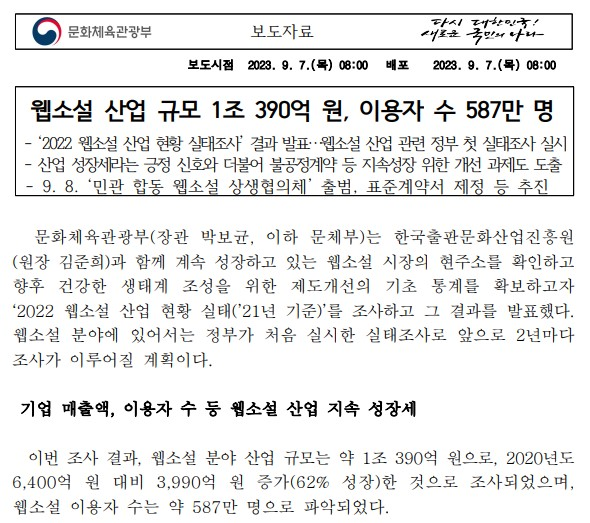 문화체육관광부
보도자료
다시 대한민국!
새로운 국민의 나라
보도시점 2023. 9. 7.(목) 08:00 배포 2023. 9. 7.(목) 08:00
웹소설 산업 규모 1조 390억 원, 이용자 수 587만 명
- ‘2022 웹소설 산업 현황 실태조사’ 결과 발표‥웹소설 산업 관련 정부 첫 실태조사 실시
- 산업 성장세라는 긍정 신호와 더불어 불공정계약 등 지속성장 위한 개선 과제도 도출
- 9. 8. ‘민관 합동 웹소설 상생협의체’ 출범, 표준계약서 제정 등 추진
문화체육관광부(장관 박보균, 이하 문체부)는 한국출판문화산업진흥원
(원장 김준희)과 함께 계속 성장하고 있는 웹소설 시장의 현주소를 확인하고
향후 건강한 생태계 조성을 위한 제도개선의 기초 통계를 확보하고자
‘2022 웹소설 산업 현황 실태(’21년 기준)’를 조사하고 그 결과를 발표했다.
웹소설 분야에 있어서는 정부가 처음 실시한 실태조사로 앞으로 2년마다
조사가 이루어질 계획이다.
기업 매출액, 이용자 수 등 웹소설 산업 지속 성장세
이번 조사 결과, 웹소설 분야 산업 규모는 약 1조 390억 원으로, 2020년도
6,400억 원 대비 3,990억 원 증가(62% 성장)한 것으로 조사되었으며,
웹소설 이용자 수는 약 587만 명으로 파악되었다.